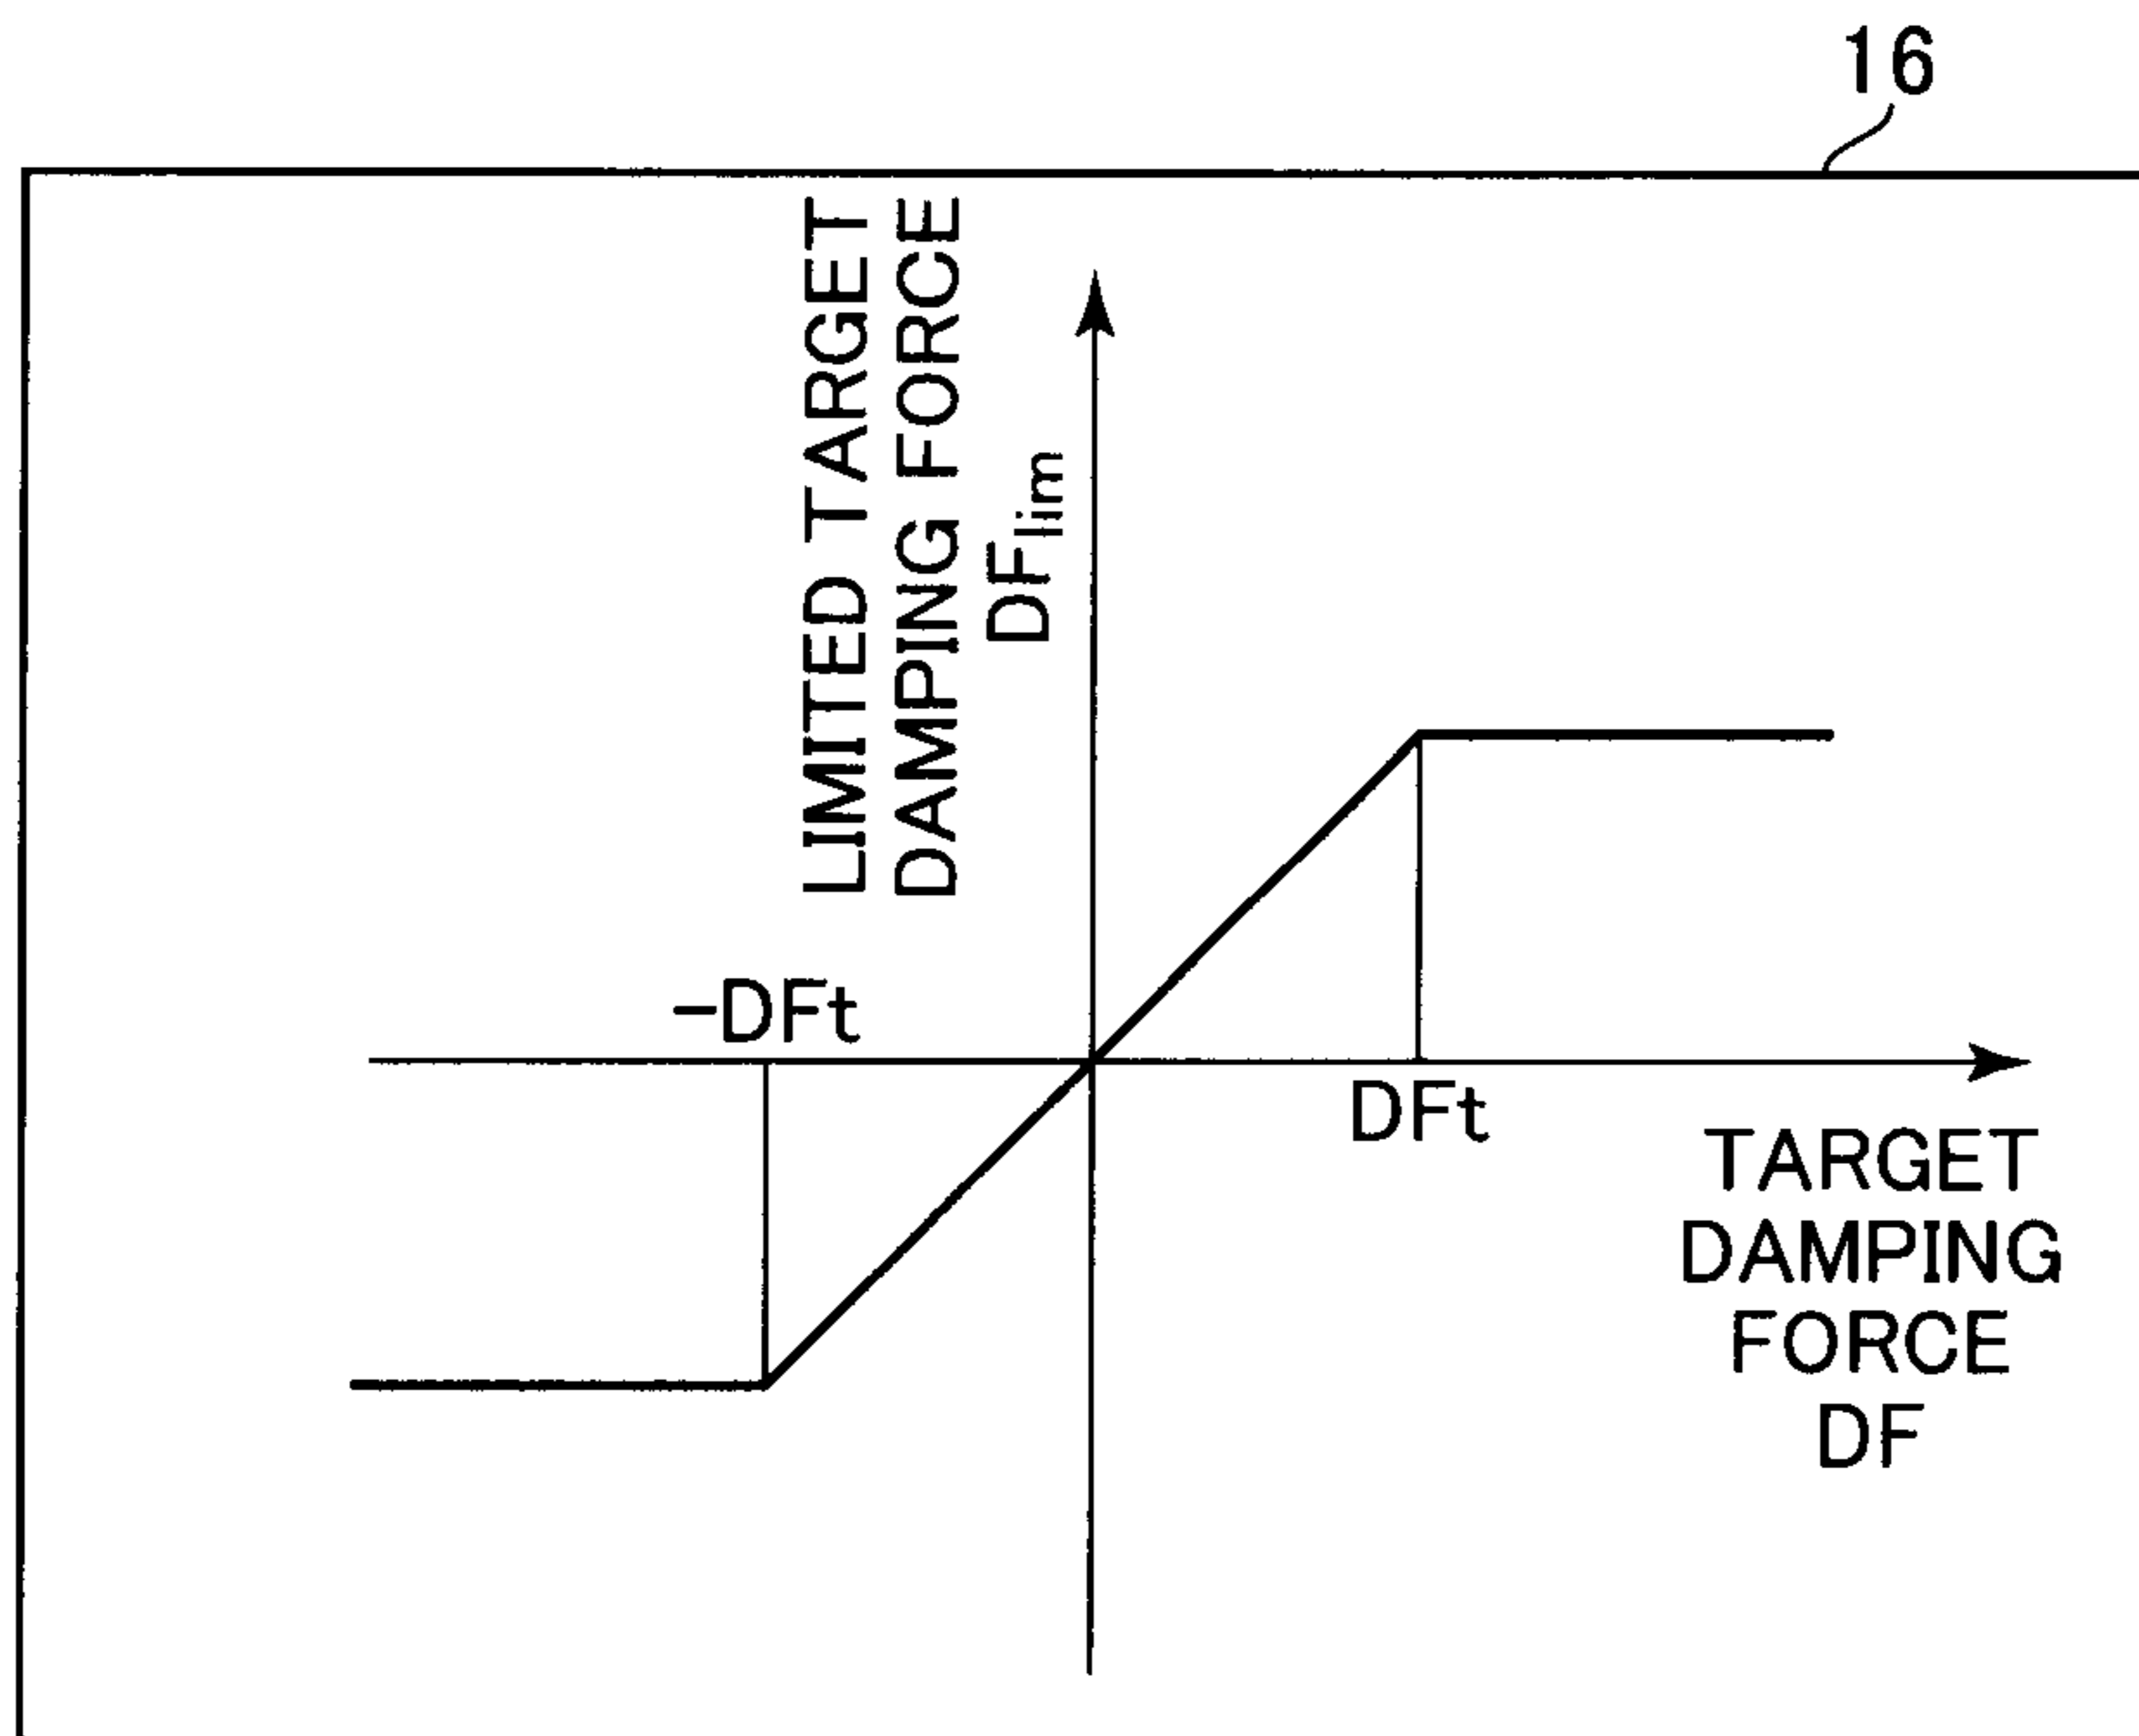 16
LIMITED TARGET
DAMPING FORCE
DFlim
-DFt
DFt
TARGET
DAMPING
FORCE
DF